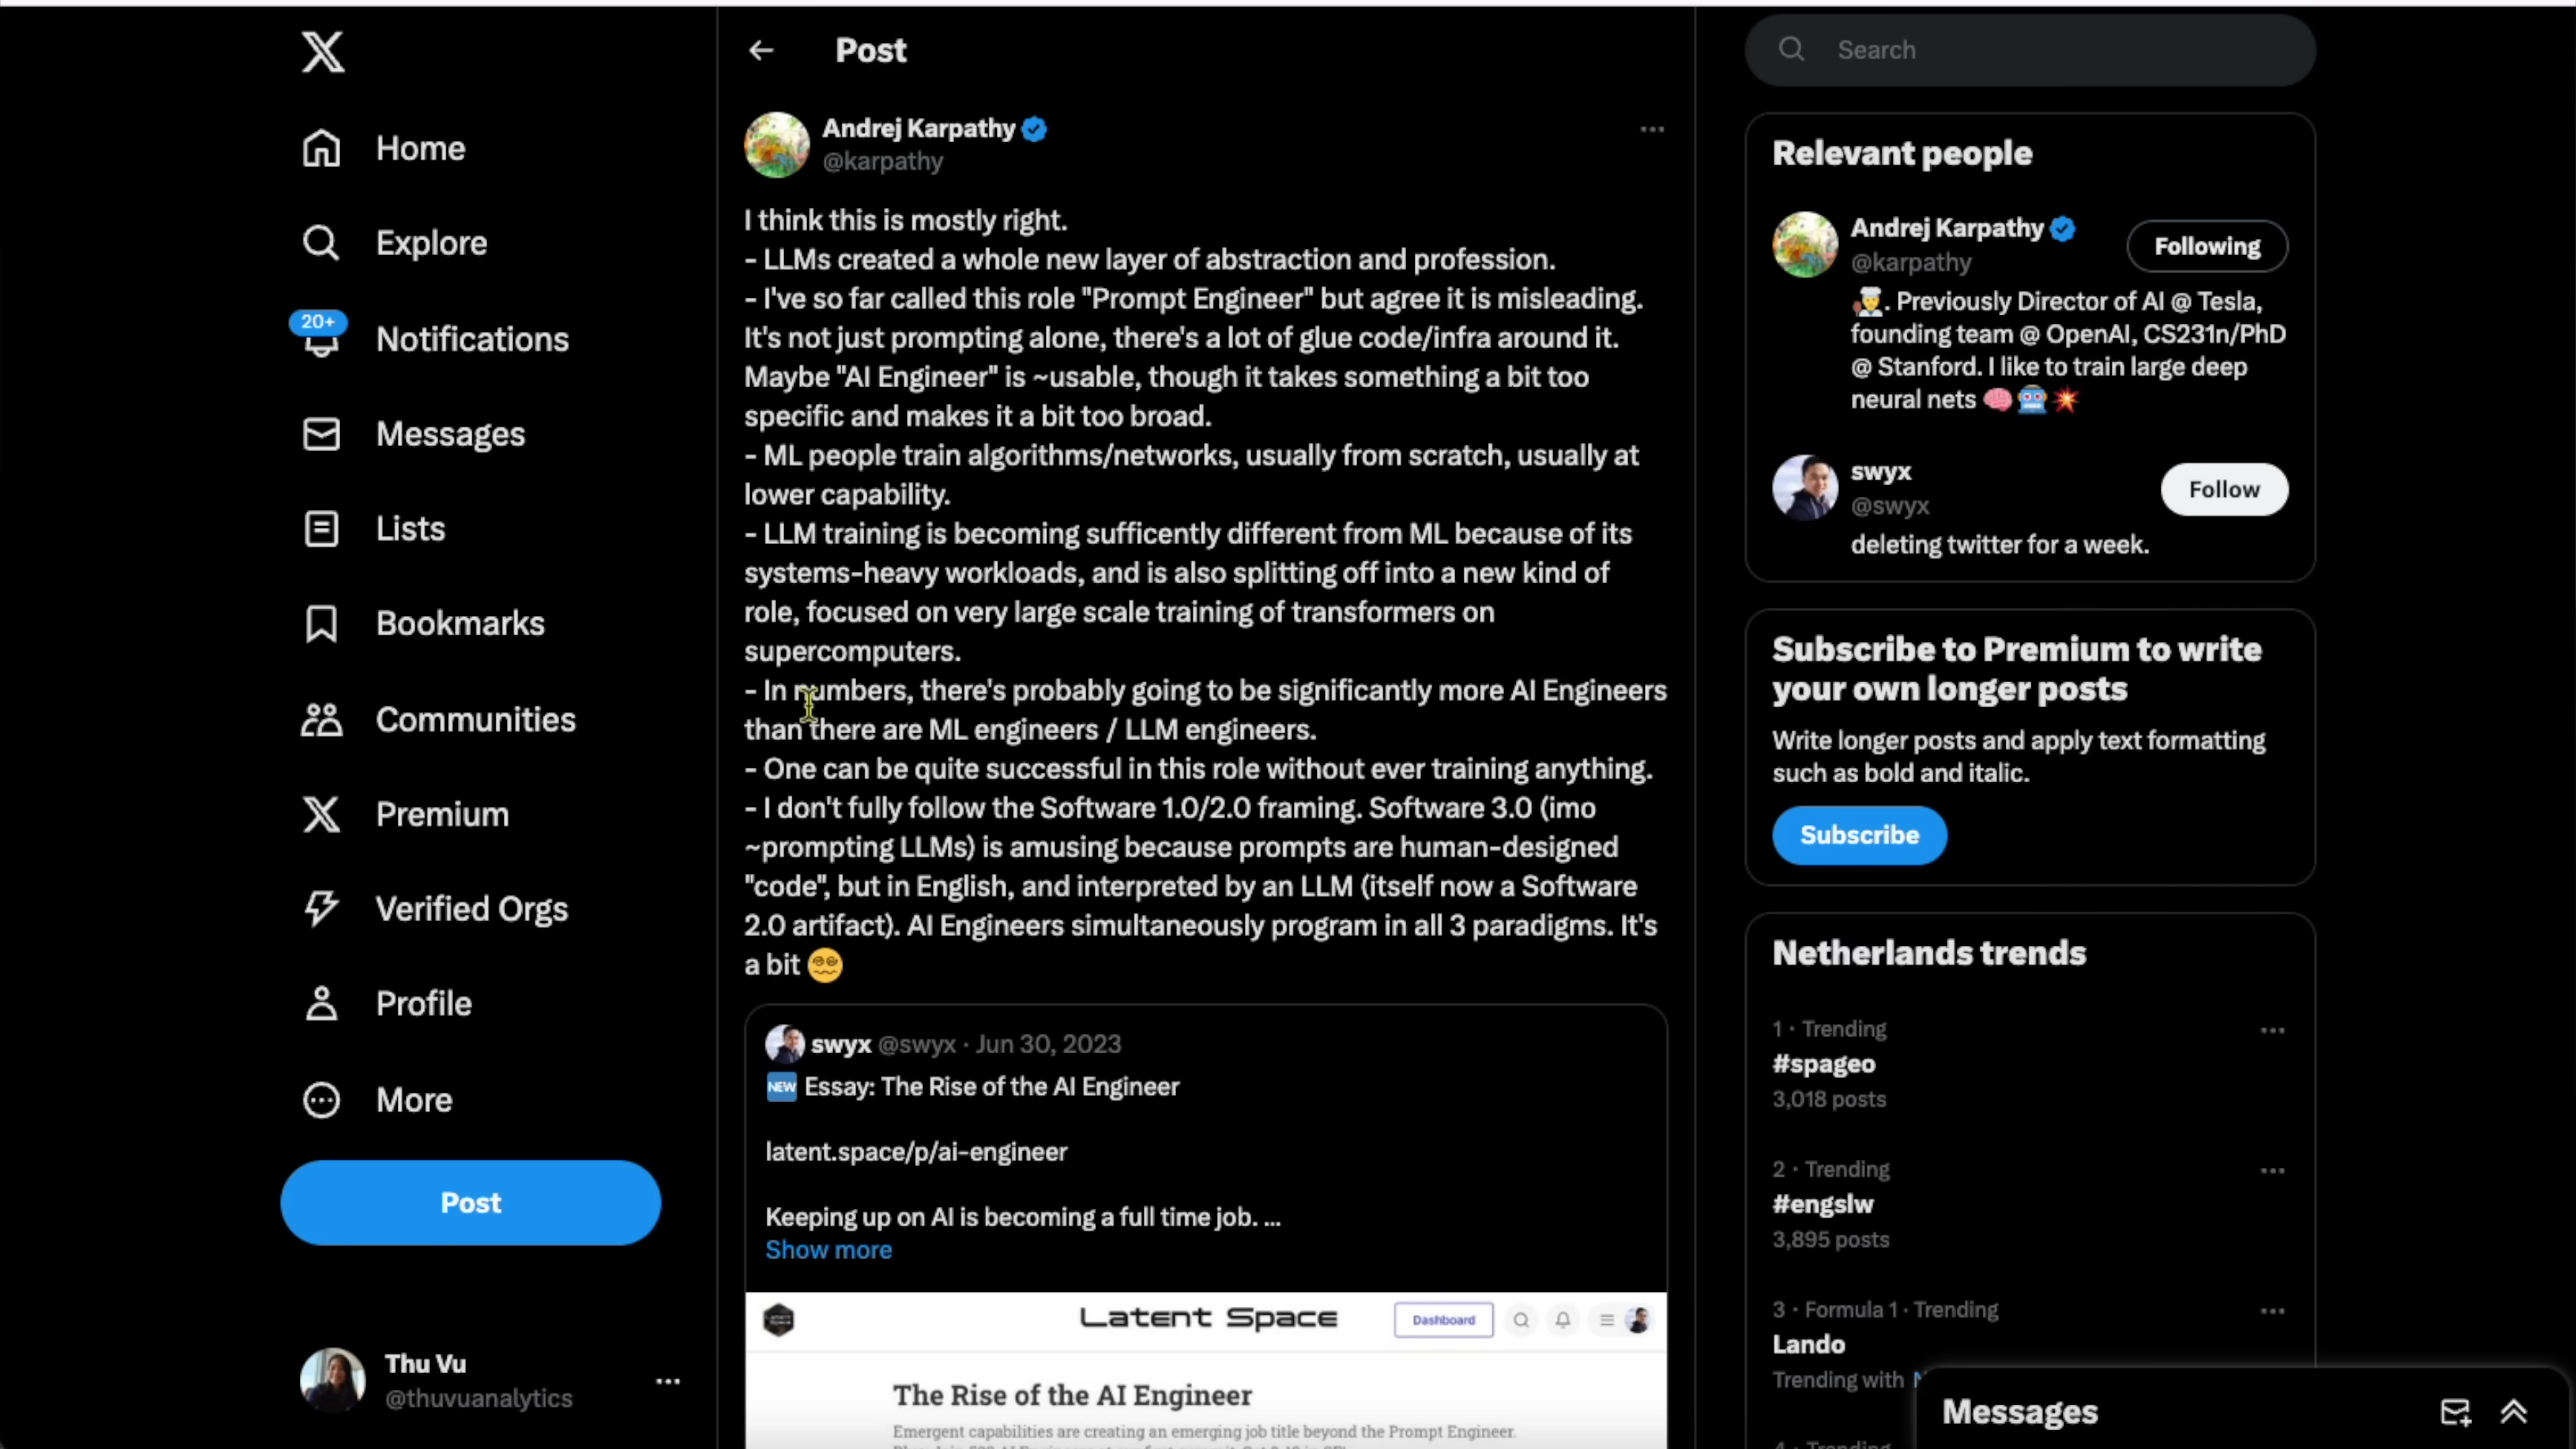 Home
Explore
20+
Notifications
Messages
Lists
Bookmarks
Communities
Premium
Verified Orgs
Profile
More
Post
Thu Vu
@thuvuanalytics
Post
Andrej Karpathy
@karpathy
I think this is mostly right.
- LLMs created a whole new layer of abstraction and profession.
- I've so far called this role "Prompt Engineer" but agree it is misleading.
It's not just prompting alone, there's a lot of glue code/infra around it.
Maybe "AI Engineer" is ~usable, though it takes something a bit too
specific and makes it a bit too broad.
- ML people train algorithms/networks, usually from scratch, usually at
lower capability.
- LLM training is becoming sufficently different from ML because of its
systems-heavy workloads, and is also splitting off into a new kind of
role, focused on very large scale training of transformers on
supercomputers.
- In numbers, there's probably going to be significantly more AI Engineers
than there are ML engineers / LLM engineers.
- One can be quite successful in this role without ever training anything.
- I don't fully follow the Software 1.0/2.0 framing. Software 3.0 (imo
~prompting LLMs) is amusing because prompts are human-designed
"code", but in English, and interpreted by an LLM (itself now a Software
2.0 artifact). AI Engineers simultaneously program in all 3 paradigms. It's
a bit 😵‍💫
swyx @swyx · Jun 30, 2023
🆕 Essay: The Rise of the AI Engineer
latent.space/p/ai-engineer
Keeping up on AI is becoming a full time job. ...
Show more
Latent Space
Dashboard
The Rise of the AI Engineer
Emergent capabilities are creating an emerging job title beyond the Prompt Engineer.
Search
Relevant people
Andrej Karpathy
@karpathy
Following
🧑‍🍳. Previously Director of AI @ Tesla,
founding team @ OpenAI, CS231n/PhD
@ Stanford. I like to train large deep
neural nets 🧠🤖💥
swyx
@swyx
Follow
deleting twitter for a week.
Subscribe to Premium to write
your own longer posts
Write longer posts and apply text formatting
such as bold and italic.
Subscribe
Netherlands trends
1 · Trending
#spageo
3,018 posts
2 · Trending
#engslw
3,895 posts
3 · Formula 1 · Trending
Lando
Trending with
Messages